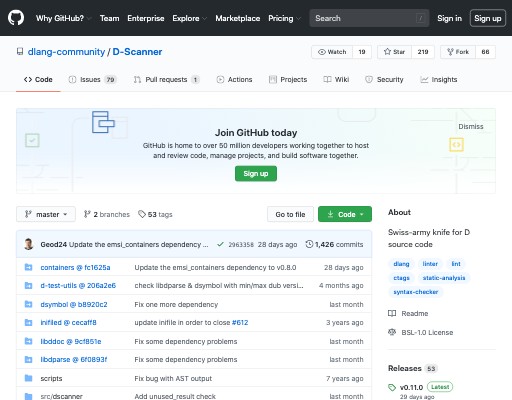 Why GitHub? Team Enterprise Explore Marketplace Pricing Search / Sign in Sign up
dlang-community / D-Scanner Watch 19 Star 219 Fork 66
Code Issues 79 Pull requests 1 Actions Projects Wiki Security Insights
Dismiss
Join GitHub today
GitHub is home to over 50 million developers working together to host
and review code, manage projects, and build software together.
Sign up
master 2 branches 53 tags Go to file Code
Geod24 Update the emsi_containers dependency ... 2963358 28 days ago 1,426 commits
containers @ fc1625a Update the emsi_containers dependency to v0.8.0 28 days ago
d-test-utils @ 206a2e6 check libdparse & dsymbol with min/max dub versi... 4 months ago
dsymbol @ b8920c2 Fix one more dependency last month
inifiled @ cecaff8 update inifile in order to close #612 3 years ago
libddoc @ 9cf851e Fix some dependency problems last month
libdparse @ 6f0893f Fix some dependency problems last month
scripts Fix bug with AST output 7 years ago
src/dscanner Add unused_result check last month
About
Swiss-army knife for D
source code
dlang linter lint
ctags static-analysis
syntax-checker
Readme
BSL-1.0 License
Releases 53
v0.11.0 Latest
29 days ago